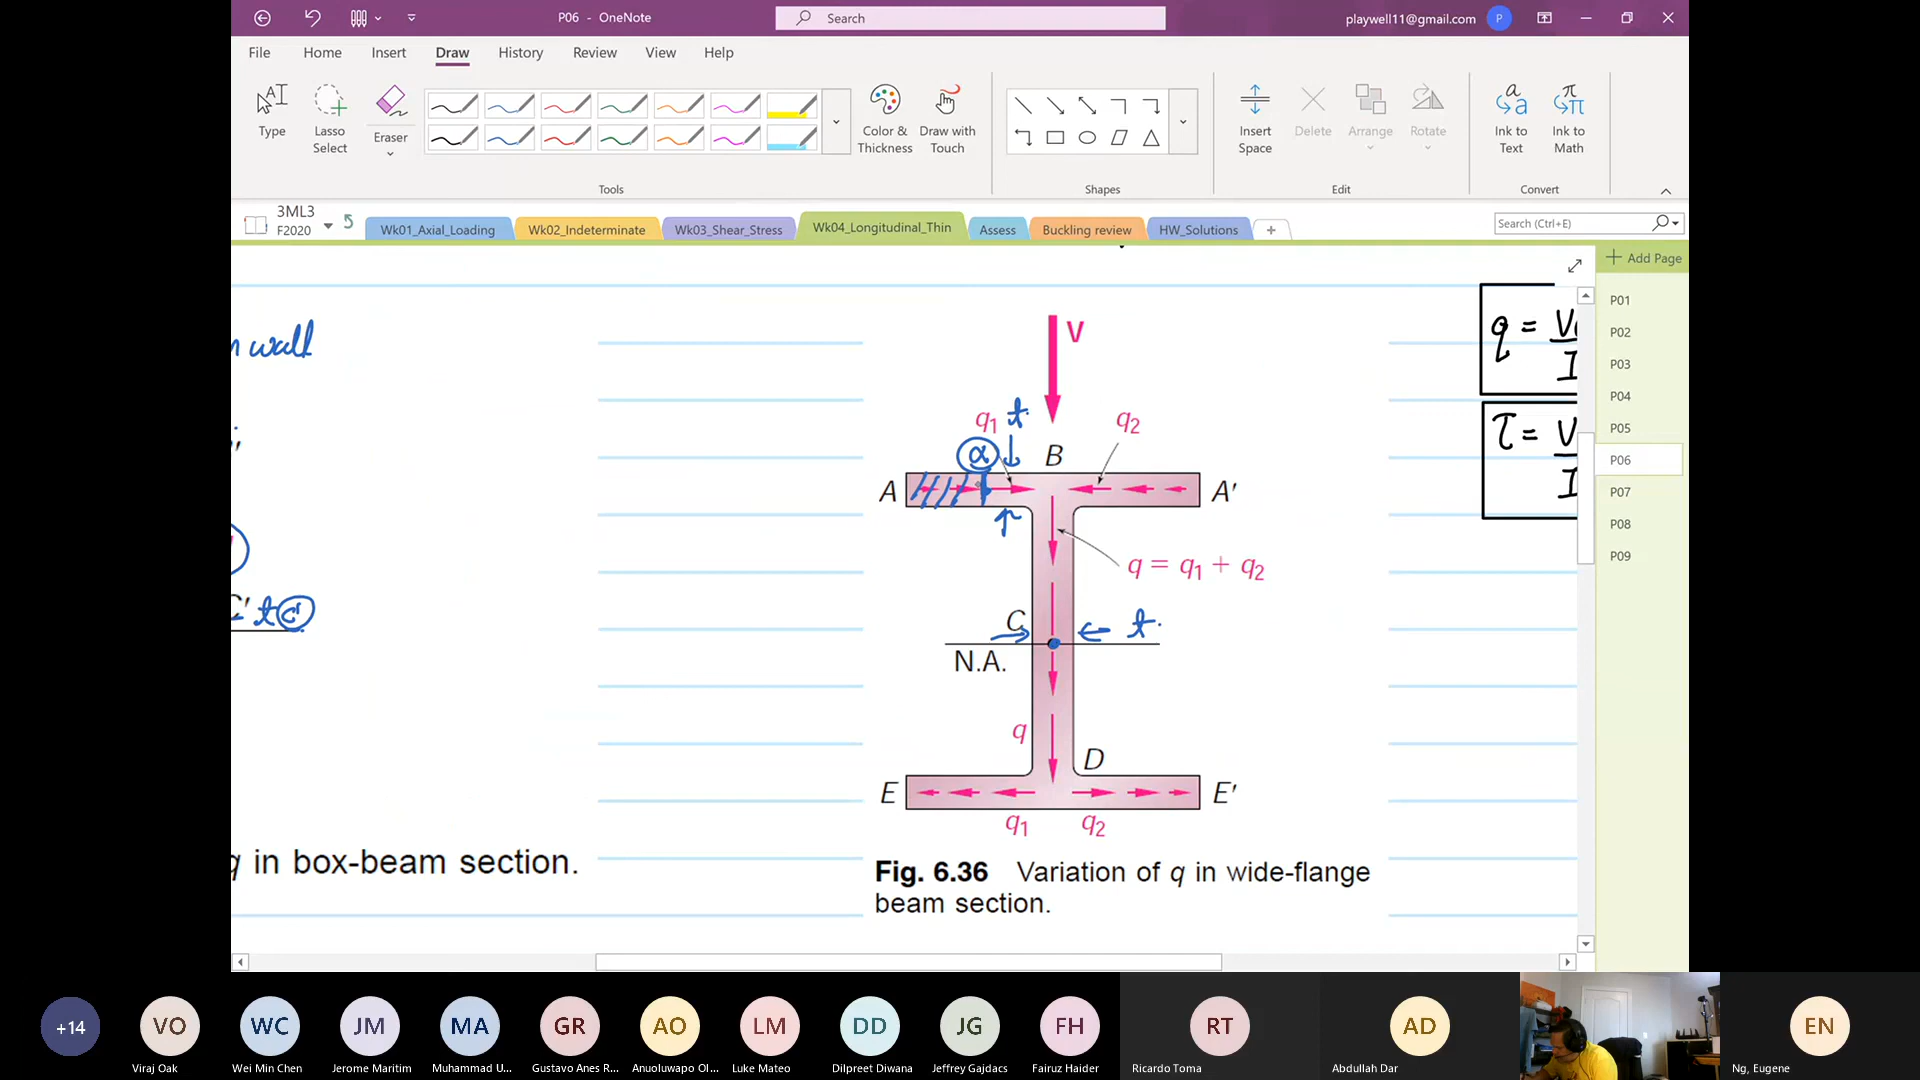 P06 - OneNote
Search
playwell11@gmail.com
P
File Home Insert Draw History Review View Help
Type
Lasso Select
Eraser
Color & Thickness
Draw with Touch
Insert Space
Delete
Arrange
Rotate
Ink to Text
Ink to Math
Tools
Shapes
Edit
Convert
3ML3
F2020
Wk01_Axial_Loading
Wk02_Indeterminate
Wk03_Shear_Stress
Wk04_Longitudinal_Thin
Assess
Buckling review
HW_Solutions
Search (Ctrl+E)
Add Page
P01
P02
P03
P04
P05
P06
P07
P08
P09
wall
V
q =
I
τ = V
I
V
q1 t
q2
α
B
A
A'
q = q1 + q2
C
t
N.A.
q
D
E
E'
q1
q2
C' t C'
q in box-beam section.
Fig. 6.36 Variation of q in wide-flange
beam section.
+14
VO
WC
JM
MA
GR
AO
LM
DD
JG
FH
RT
AD
EN
Viraj Oak
Wei Min Chen
Jerome Maritim
Muhammad U...
Gustavo Anes R...
Anuoluwapo Ol...
Luke Mateo
Dilpreet Diwana
Jeffrey Gajdacs
Fairuz Haider
Ricardo Toma
Abdullah Dar
Ng, Eugene